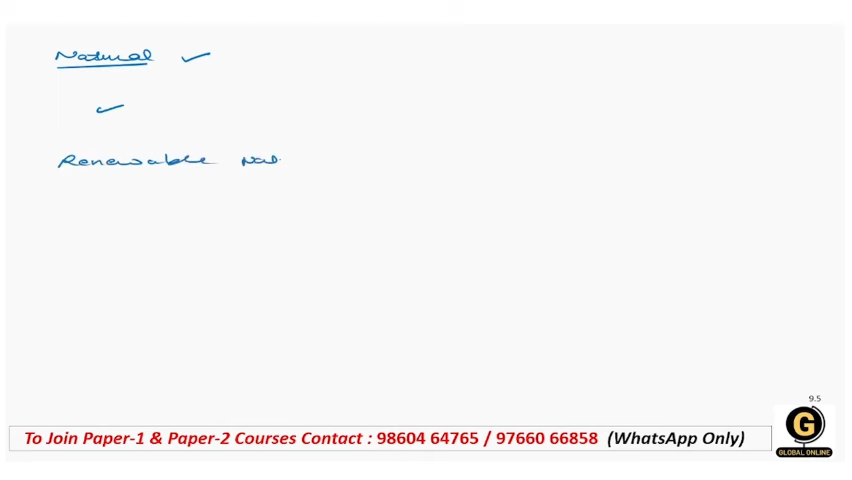 Natural ✓
✓
Renewable Nat
9.5
To Join Paper-1 & Paper-2 Courses Contact : 98604 64765 / 97660 66858 (WhatsApp Only)
G
GLOBAL ONLINE